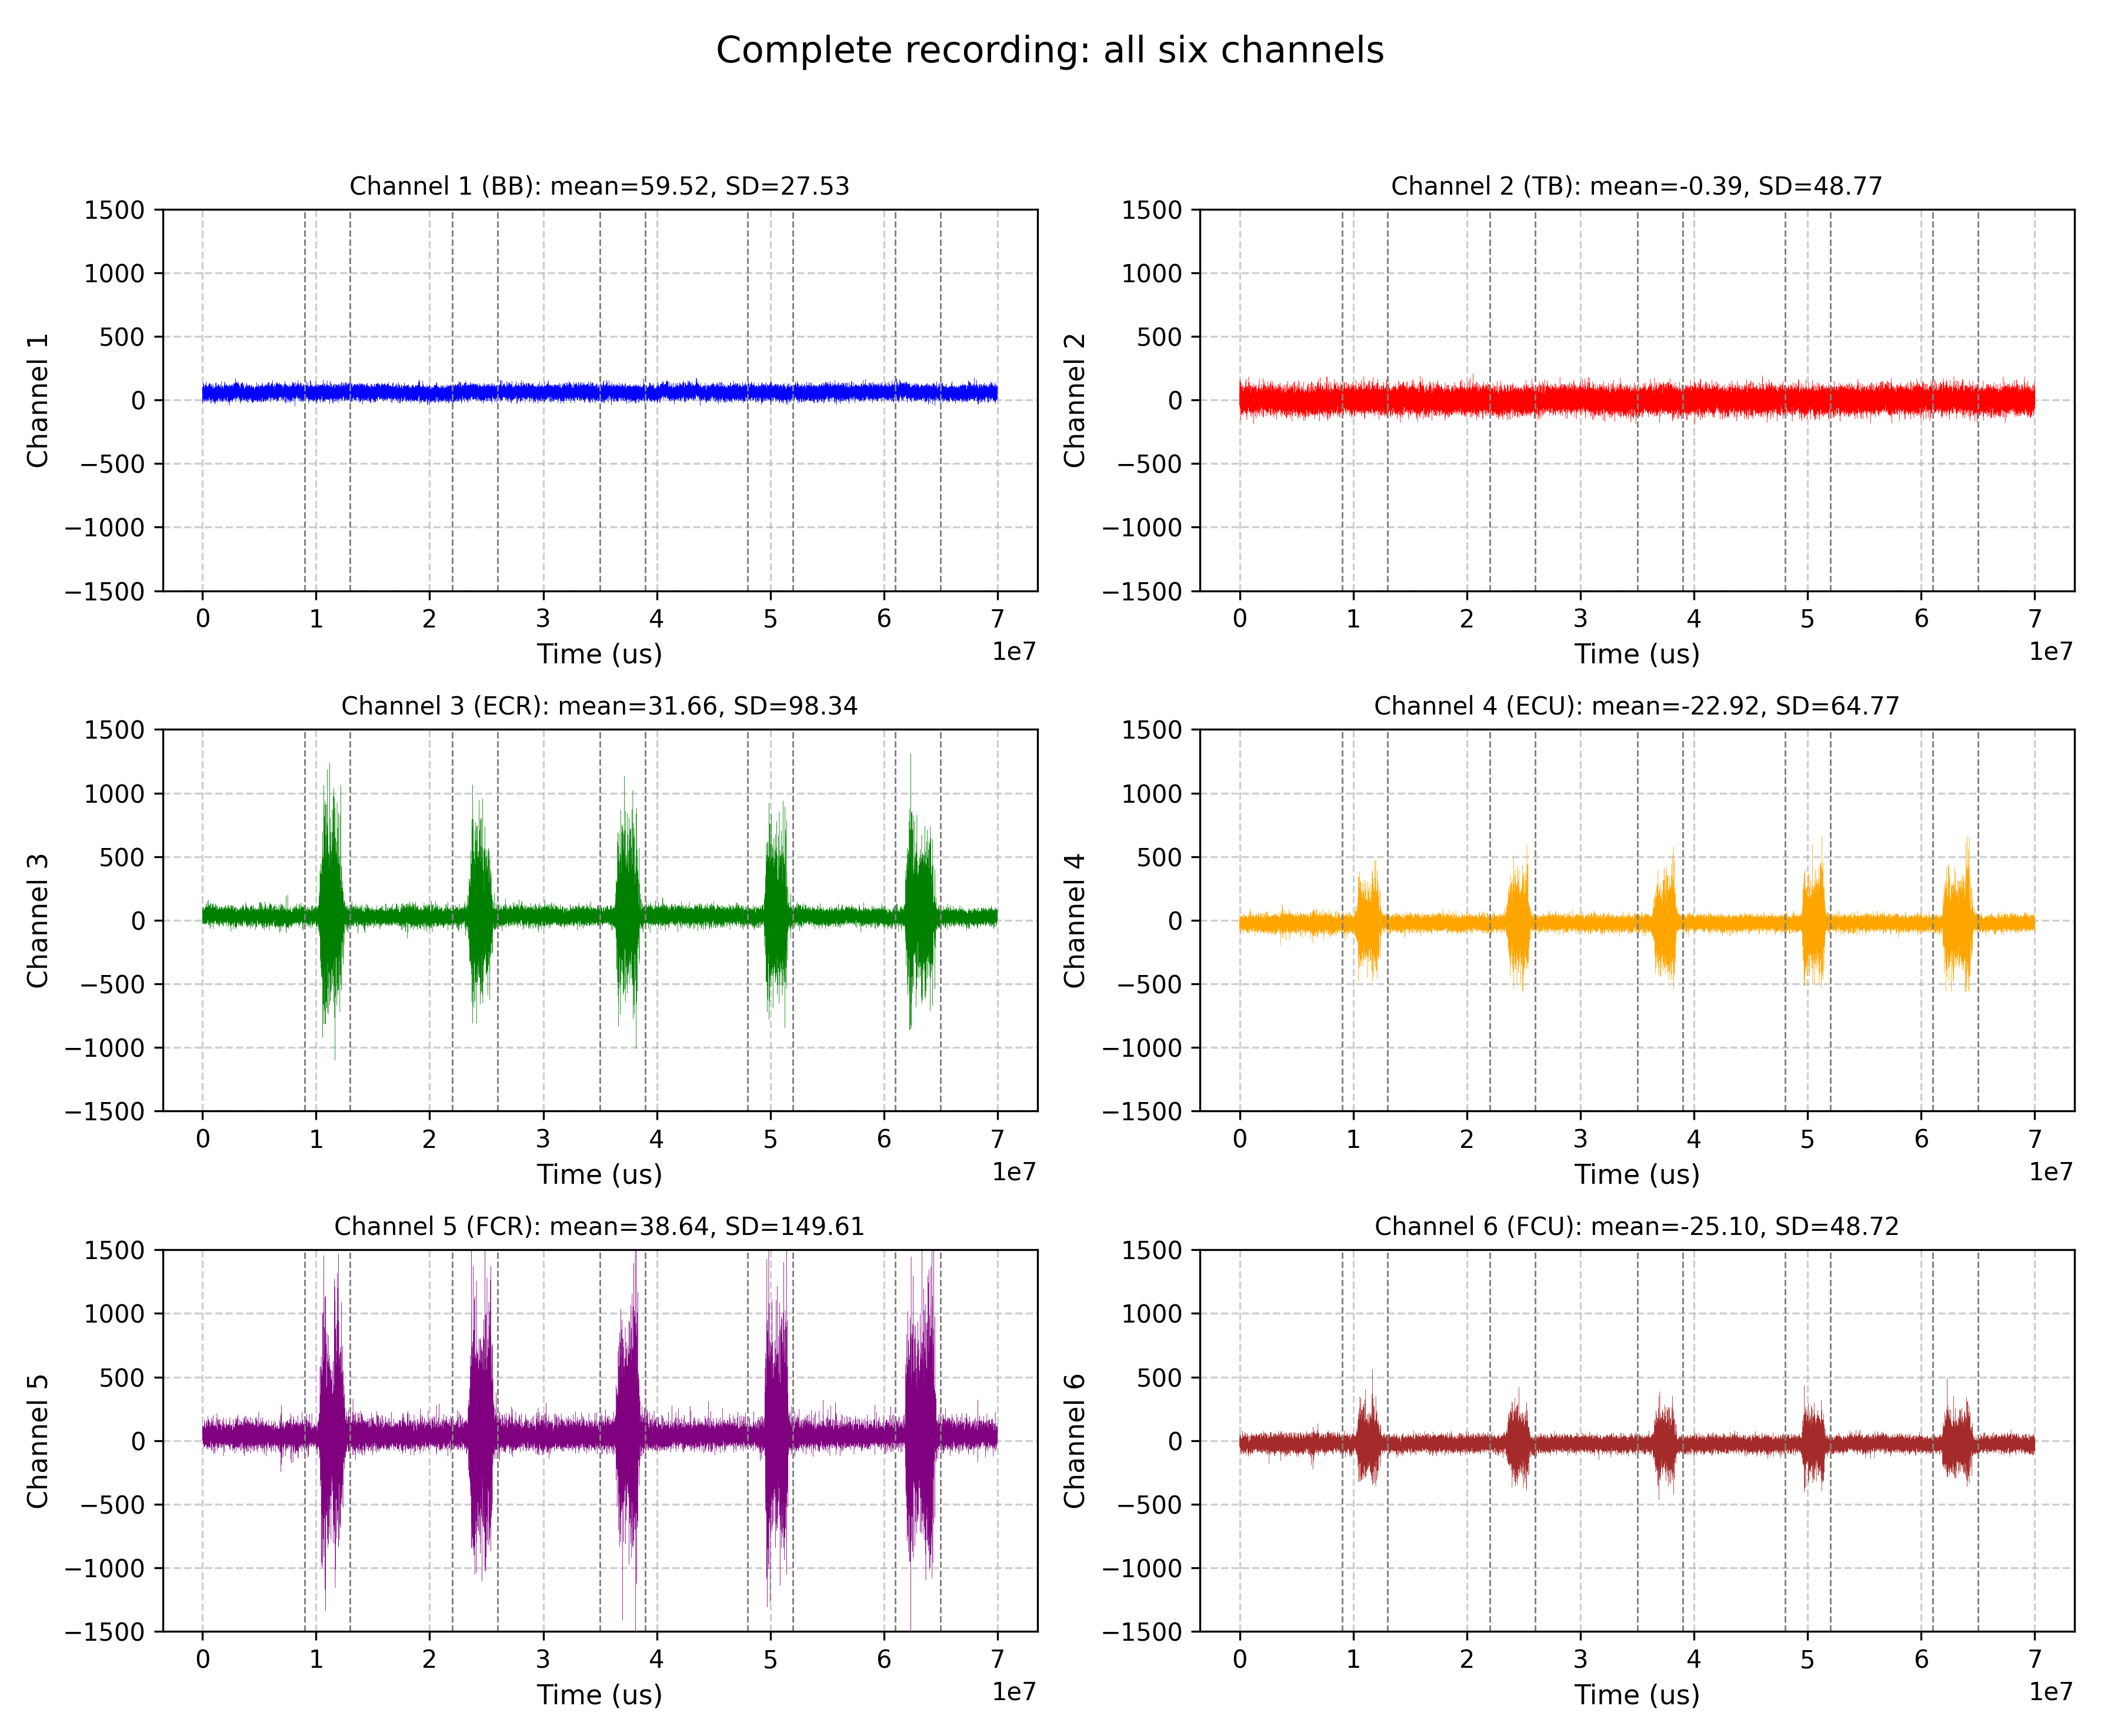 Complete recording: all six channels
Channel 1 (BB): mean=59.52, SD=27.53
Channel 1
1500
1000
500
0
−500
−1000
−1500
0 1 2 3 4 5 6 7
Time (us)
1e7
Channel 2 (TB): mean=-0.39, SD=48.77
Channel 2
1500
1000
500
0
−500
−1000
−1500
0 1 2 3 4 5 6 7
Time (us)
1e7
Channel 3 (ECR): mean=31.66, SD=98.34
Channel 3
1500
1000
500
0
−500
−1000
−1500
0 1 2 3 4 5 6 7
Time (us)
1e7
Channel 4 (ECU): mean=-22.92, SD=64.77
Channel 4
1500
1000
500
0
−500
−1000
−1500
0 1 2 3 4 5 6 7
Time (us)
1e7
Channel 5 (FCR): mean=38.64, SD=149.61
Channel 5
1500
1000
500
0
−500
−1000
−1500
0 1 2 3 4 5 6 7
Time (us)
1e7
Channel 6 (FCU): mean=-25.10, SD=48.72
Channel 6
1500
1000
500
0
−500
−1000
−1500
0 1 2 3 4 5 6 7
Time (us)
1e7